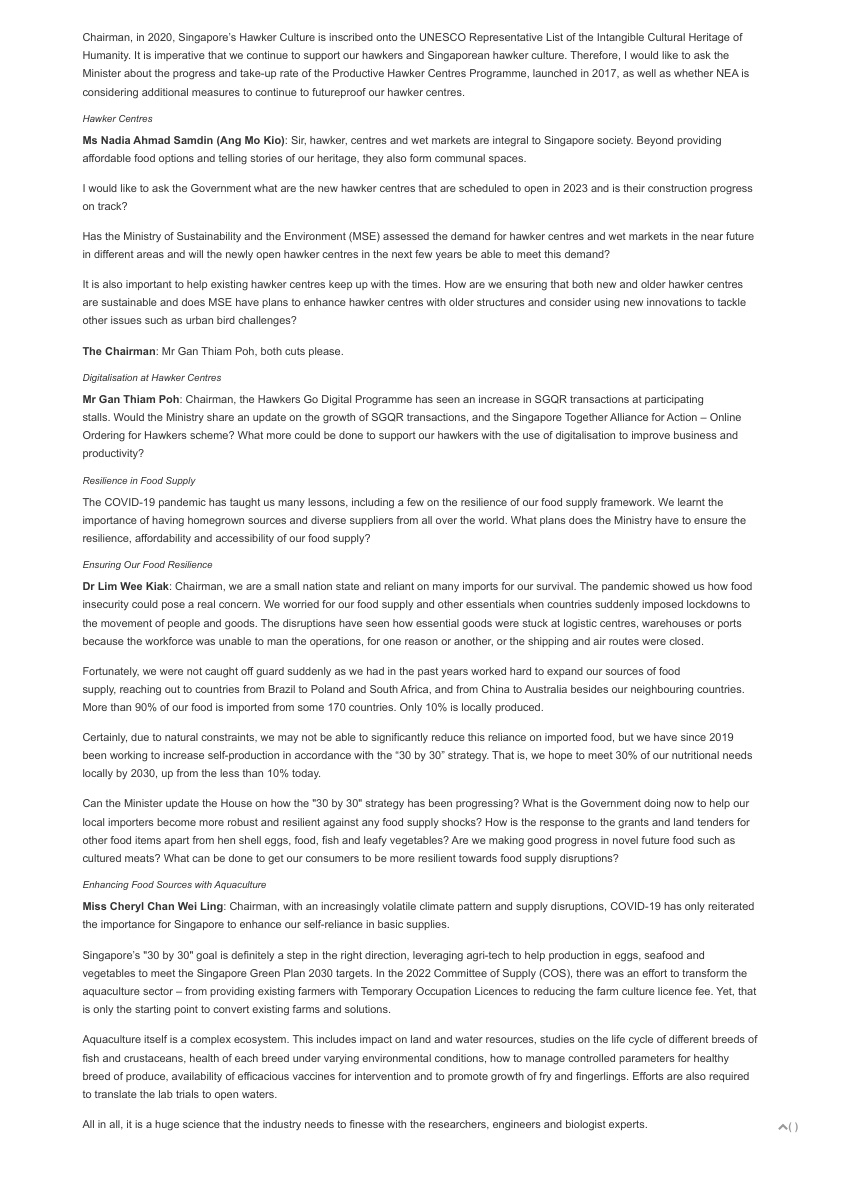 Chairman, in 2020, Singapore’s Hawker Culture is inscribed onto the UNESCO Representative List of the Intangible Cultural Heritage of
Humanity. It is imperative that we continue to support our hawkers and Singaporean hawker culture. Therefore, I would like to ask the
Minister about the progress and take-up rate of the Productive Hawker Centres Programme, launched in 2017, as well as whether NEA is
considering additional measures to continue to futureproof our hawker centres.
Hawker Centres
Ms Nadia Ahmad Samdin (Ang Mo Kio): Sir, hawker, centres and wet markets are integral to Singapore society. Beyond providing
affordable food options and telling stories of our heritage, they also form communal spaces.
I would like to ask the Government what are the new hawker centres that are scheduled to open in 2023 and is their construction progress
on track?
Has the Ministry of Sustainability and the Environment (MSE) assessed the demand for hawker centres and wet markets in the near future
in different areas and will the newly open hawker centres in the next few years be able to meet this demand?
It is also important to help existing hawker centres keep up with the times. How are we ensuring that both new and older hawker centres
are sustainable and does MSE have plans to enhance hawker centres with older structures and consider using new innovations to tackle
other issues such as urban bird challenges?
The Chairman: Mr Gan Thiam Poh, both cuts please.
Digitalisation at Hawker Centres
Mr Gan Thiam Poh: Chairman, the Hawkers Go Digital Programme has seen an increase in SGQR transactions at participating
stalls. Would the Ministry share an update on the growth of SGQR transactions, and the Singapore Together Alliance for Action – Online
Ordering for Hawkers scheme? What more could be done to support our hawkers with the use of digitalisation to improve business and
productivity?
Resilience in Food Supply
The COVID-19 pandemic has taught us many lessons, including a few on the resilience of our food supply framework. We learnt the
importance of having homegrown sources and diverse suppliers from all over the world. What plans does the Ministry have to ensure the
resilience, affordability and accessibility of our food supply?
Ensuring Our Food Resilience
Dr Lim Wee Kiak: Chairman, we are a small nation state and reliant on many imports for our survival. The pandemic showed us how food
insecurity could pose a real concern. We worried for our food supply and other essentials when countries suddenly imposed lockdowns to
the movement of people and goods. The disruptions have seen how essential goods were stuck at logistic centres, warehouses or ports
because the workforce was unable to man the operations, for one reason or another, or the shipping and air routes were closed.
Fortunately, we were not caught off guard suddenly as we had in the past years worked hard to expand our sources of food
supply, reaching out to countries from Brazil to Poland and South Africa, and from China to Australia besides our neighbouring countries.
More than 90% of our food is imported from some 170 countries. Only 10% is locally produced.
Certainly, due to natural constraints, we may not be able to significantly reduce this reliance on imported food, but we have since 2019
been working to increase self-production in accordance with the “30 by 30” strategy. That is, we hope to meet 30% of our nutritional needs
locally by 2030, up from the less than 10% today.
Can the Minister update the House on how the "30 by 30" strategy has been progressing? What is the Government doing now to help our
local importers become more robust and resilient against any food supply shocks? How is the response to the grants and land tenders for
other food items apart from hen shell eggs, food, fish and leafy vegetables? Are we making good progress in novel future food such as
cultured meats? What can be done to get our consumers to be more resilient towards food supply disruptions?
Enhancing Food Sources with Aquaculture
Miss Cheryl Chan Wei Ling: Chairman, with an increasingly volatile climate pattern and supply disruptions, COVID-19 has only reiterated
the importance for Singapore to enhance our self-reliance in basic supplies.
Singapore’s "30 by 30" goal is definitely a step in the right direction, leveraging agri-tech to help production in eggs, seafood and
vegetables to meet the Singapore Green Plan 2030 targets. In the 2022 Committee of Supply (COS), there was an effort to transform the
aquaculture sector – from providing existing farmers with Temporary Occupation Licences to reducing the farm culture licence fee. Yet, that
is only the starting point to convert existing farms and solutions.
Aquaculture itself is a complex ecosystem. This includes impact on land and water resources, studies on the life cycle of different breeds of
fish and crustaceans, health of each breed under varying environmental conditions, how to manage controlled parameters for healthy
breed of produce, availability of efficacious vaccines for intervention and to promote growth of fry and fingerlings. Efforts are also required
to translate the lab trials to open waters.
All in all, it is a huge science that the industry needs to finesse with the researchers, engineers and biologist experts.
( )